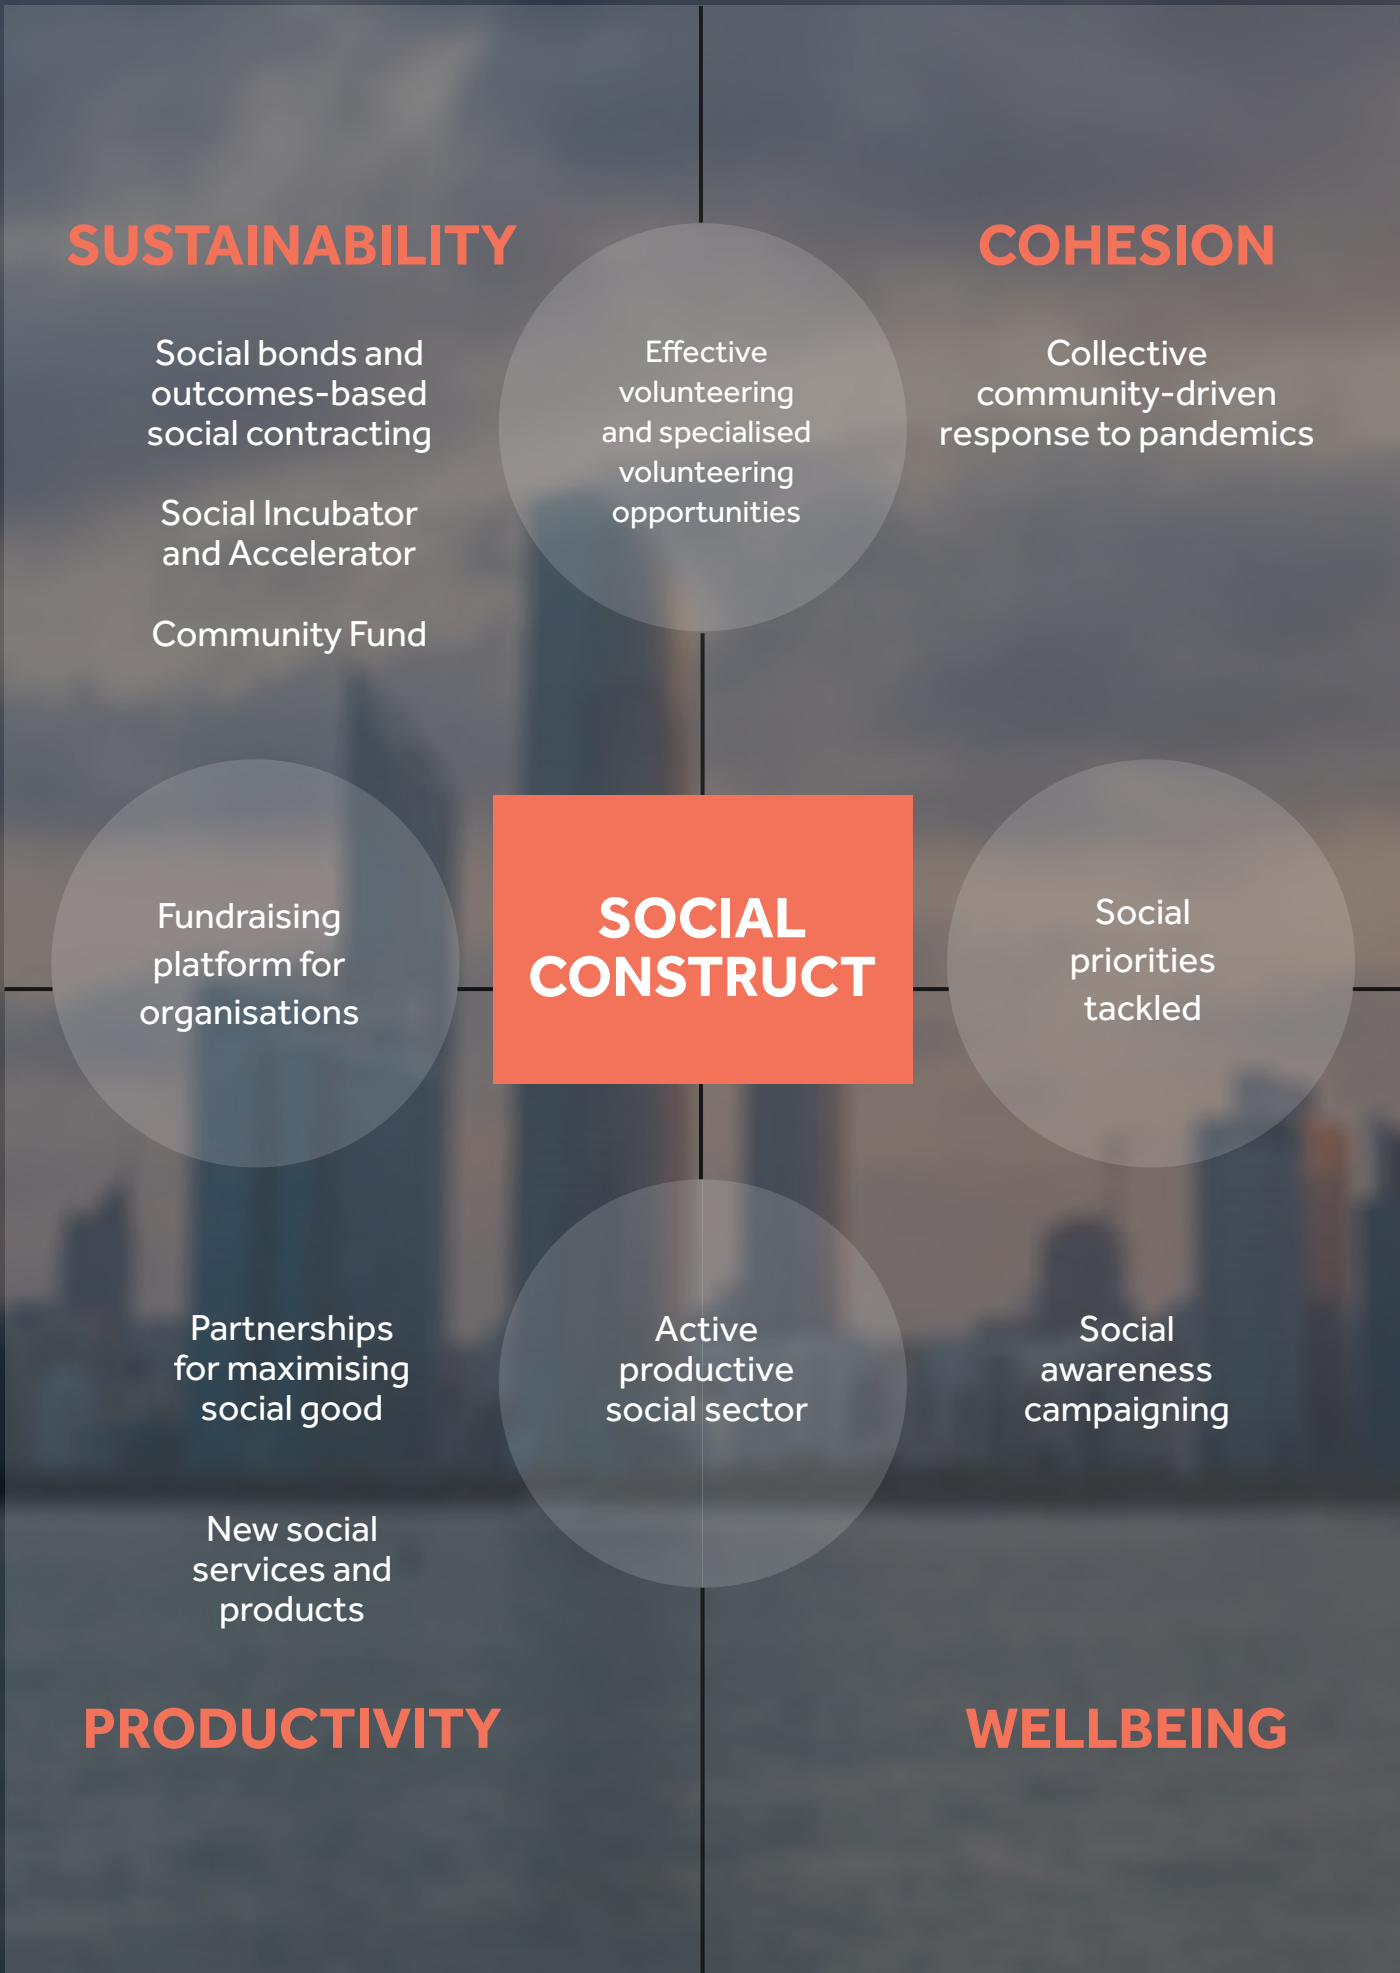 SUSTAINABILITY
Social bonds and
outcomes-based
social contracting
Social Incubator
and Accelerator
Community Fund
Effective
volunteering
and specialised
volunteering
opportunities
COHESION
Collective
community-driven
response to pandemics
Fundraising
platform for
organisations
SOCIAL
CONSTRUCT
Social
priorities
tackled
Partnerships
for maximising
social good
New social
services and
products
PRODUCTIVITY
Active
productive
social sector
Social
awareness
campaigning
WELLBEING